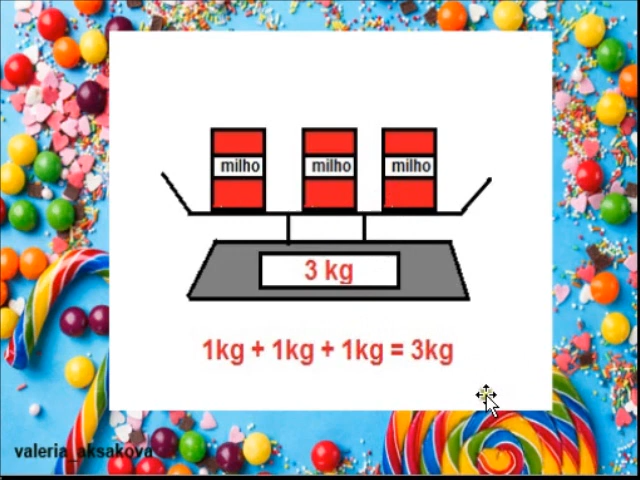 milho milho milho
3 kg
1kg + 1kg + 1kg = 3kg
valeria_aksakova